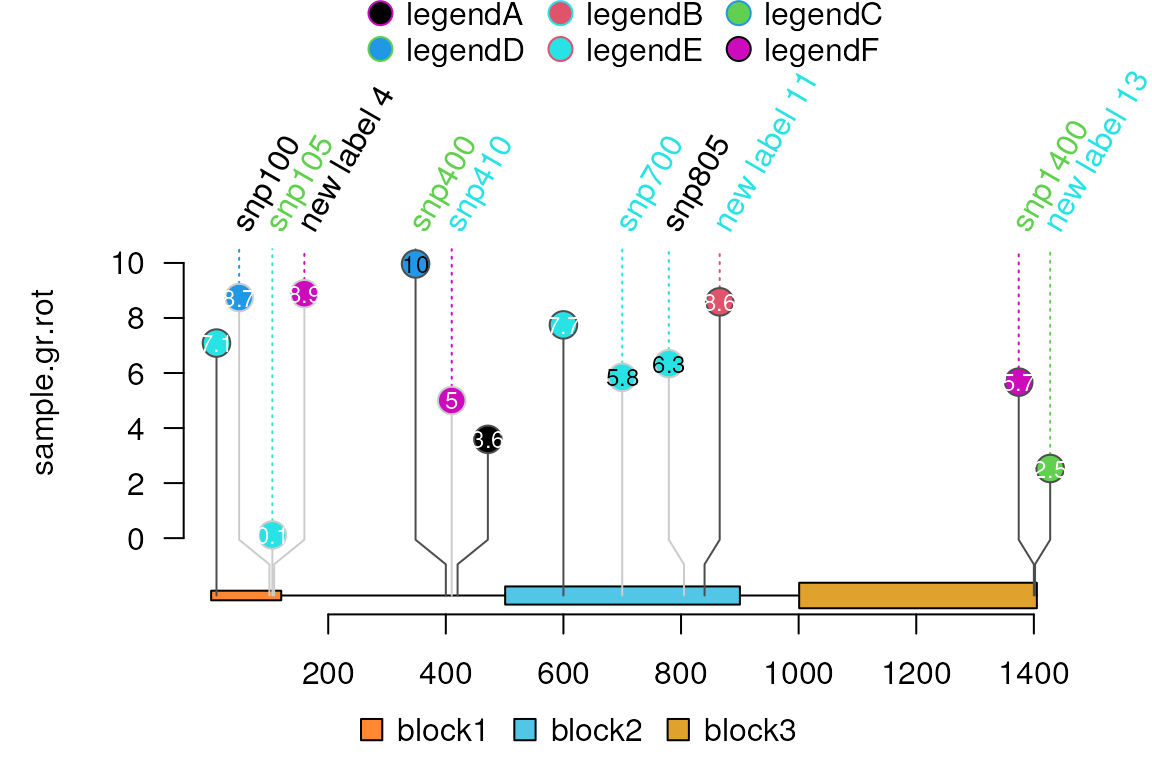 legendA legendB legendC
legendD legendE legendF
snp100
snp105
new label 4
snp400
snp410
snp700
snp805
new label 11
snp1400
new label 13
sample.gr.rot
10
8
6
4
2
0
7.1
8.7
0.1
8.9
10
5
3.6
7.7
5.8
6.3
8.6
5.7
2.5
200 400 600 800 1000 1200 1400
block1 block2 block3